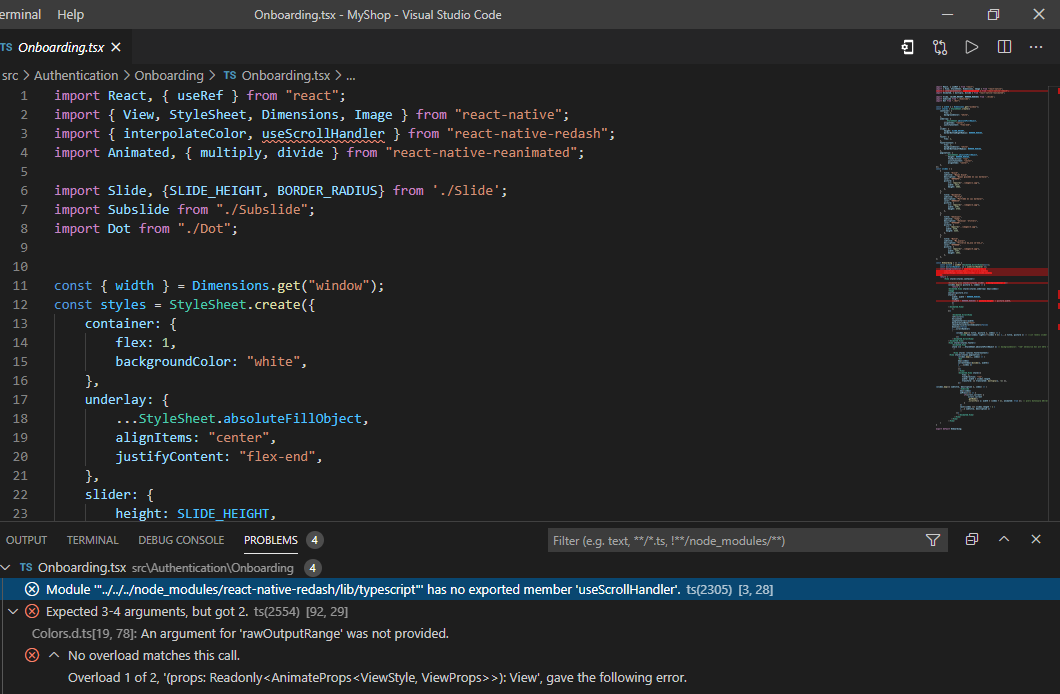 erminal Help Onboarding.tsx - MyShop - Visual Studio Code
TS Onboarding.tsx
src > Authentication > Onboarding > TS Onboarding.tsx > ...
1 import React, { useRef } from "react";
2 import { View, StyleSheet, Dimensions, Image } from "react-native";
3 import { interpolateColor, useScrollHandler } from "react-native-redash";
4 import Animated, { multiply, divide } from "react-native-reanimated";
5
6 import Slide, {SLIDE_HEIGHT, BORDER_RADIUS} from './Slide';
7 import Subslide from "./Subslide";
8 import Dot from "./Dot";
9
10
11 const { width } = Dimensions.get("window");
12 const styles = StyleSheet.create({
13 container: {
14 flex: 1,
15 backgroundColor: "white",
16 },
17 underlay: {
18 ...StyleSheet.absoluteFillObject,
19 alignItems: "center",
20 justifyContent: "flex-end",
21 },
22 slider: {
23 height: SLIDE_HEIGHT,
OUTPUT TERMINAL DEBUG CONSOLE PROBLEMS 4 Filter (e.g. text, **/*.ts, !**/node_modules/**)
TS Onboarding.tsx src\Authentication\Onboarding 4
Module '"../../../node_modules/react-native-redash/lib/typescript"' has no exported member 'useScrollHandler'. ts(2305) [3, 28]
Expected 3-4 arguments, but got 2. ts(2554) [92, 29]
Colors.d.ts[19, 78]: An argument for 'rawOutputRange' was not provided.
No overload matches this call.
Overload 1 of 2, '(props: Readonly<AnimateProps<ViewStyle, ViewProps>>): View', gave the following error.